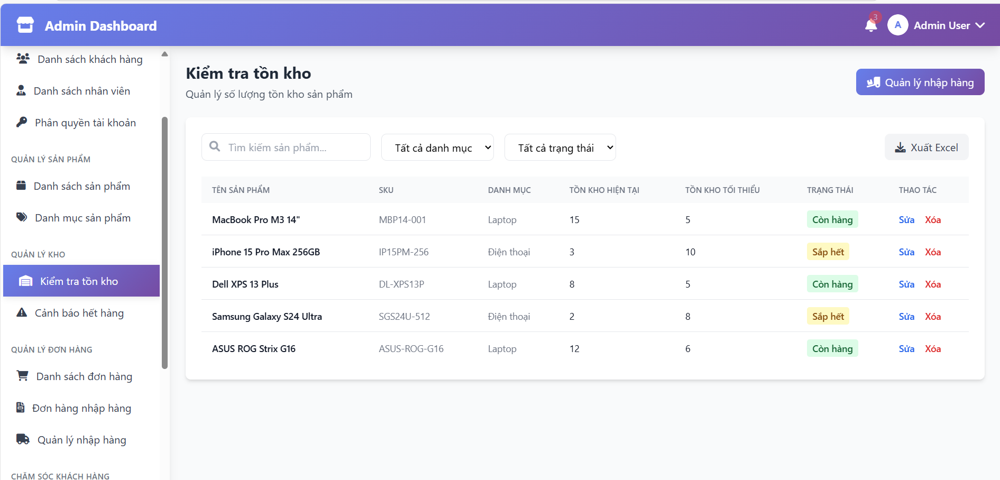 Admin Dashboard
3
A
Admin User
Danh sách khách hàng
Danh sách nhân viên
Phân quyền tài khoản
QUẢN LÝ SẢN PHẨM
Danh sách sản phẩm
Danh mục sản phẩm
QUẢN LÝ KHO
Kiểm tra tồn kho
Cảnh báo hết hàng
QUẢN LÝ ĐƠN HÀNG
Danh sách đơn hàng
Đơn hàng nhập hàng
Quản lý nhập hàng
CHĂM SÓC KHÁCH HÀNG
Kiểm tra tồn kho
Quản lý số lượng tồn kho sản phẩm
Quản lý nhập hàng
Tìm kiếm sản phẩm...
Tất cả danh mục
Tất cả trạng thái
Xuất Excel
TÊN SẢN PHẨM SKU DANH MỤC TỒN KHO HIỆN TẠI TỒN KHO TỐI THIỂU TRẠNG THÁI THAO TÁC
MacBook Pro M3 14" MBP14-001 Laptop 15 5 Còn hàng Sửa Xóa
iPhone 15 Pro Max 256GB IP15PM-256 Điện thoại 3 10 Sắp hết Sửa Xóa
Dell XPS 13 Plus DL-XPS13P Laptop 8 5 Còn hàng Sửa Xóa
Samsung Galaxy S24 Ultra SGS24U-512 Điện thoại 2 8 Sắp hết Sửa Xóa
ASUS ROG Strix G16 ASUS-ROG-G16 Laptop 12 6 Còn hàng Sửa Xóa